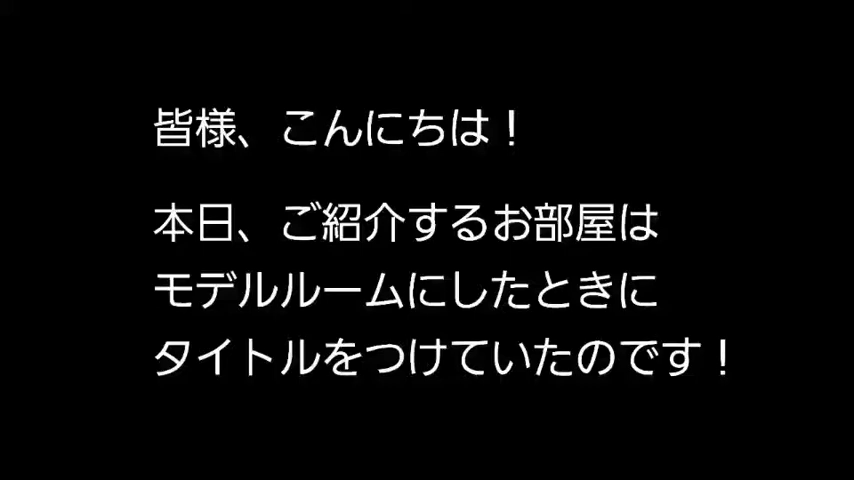 皆様、こんにちは！
本日、ご紹介するお部屋は
モデルルームにしたときに
タイトルをつけていたのです！